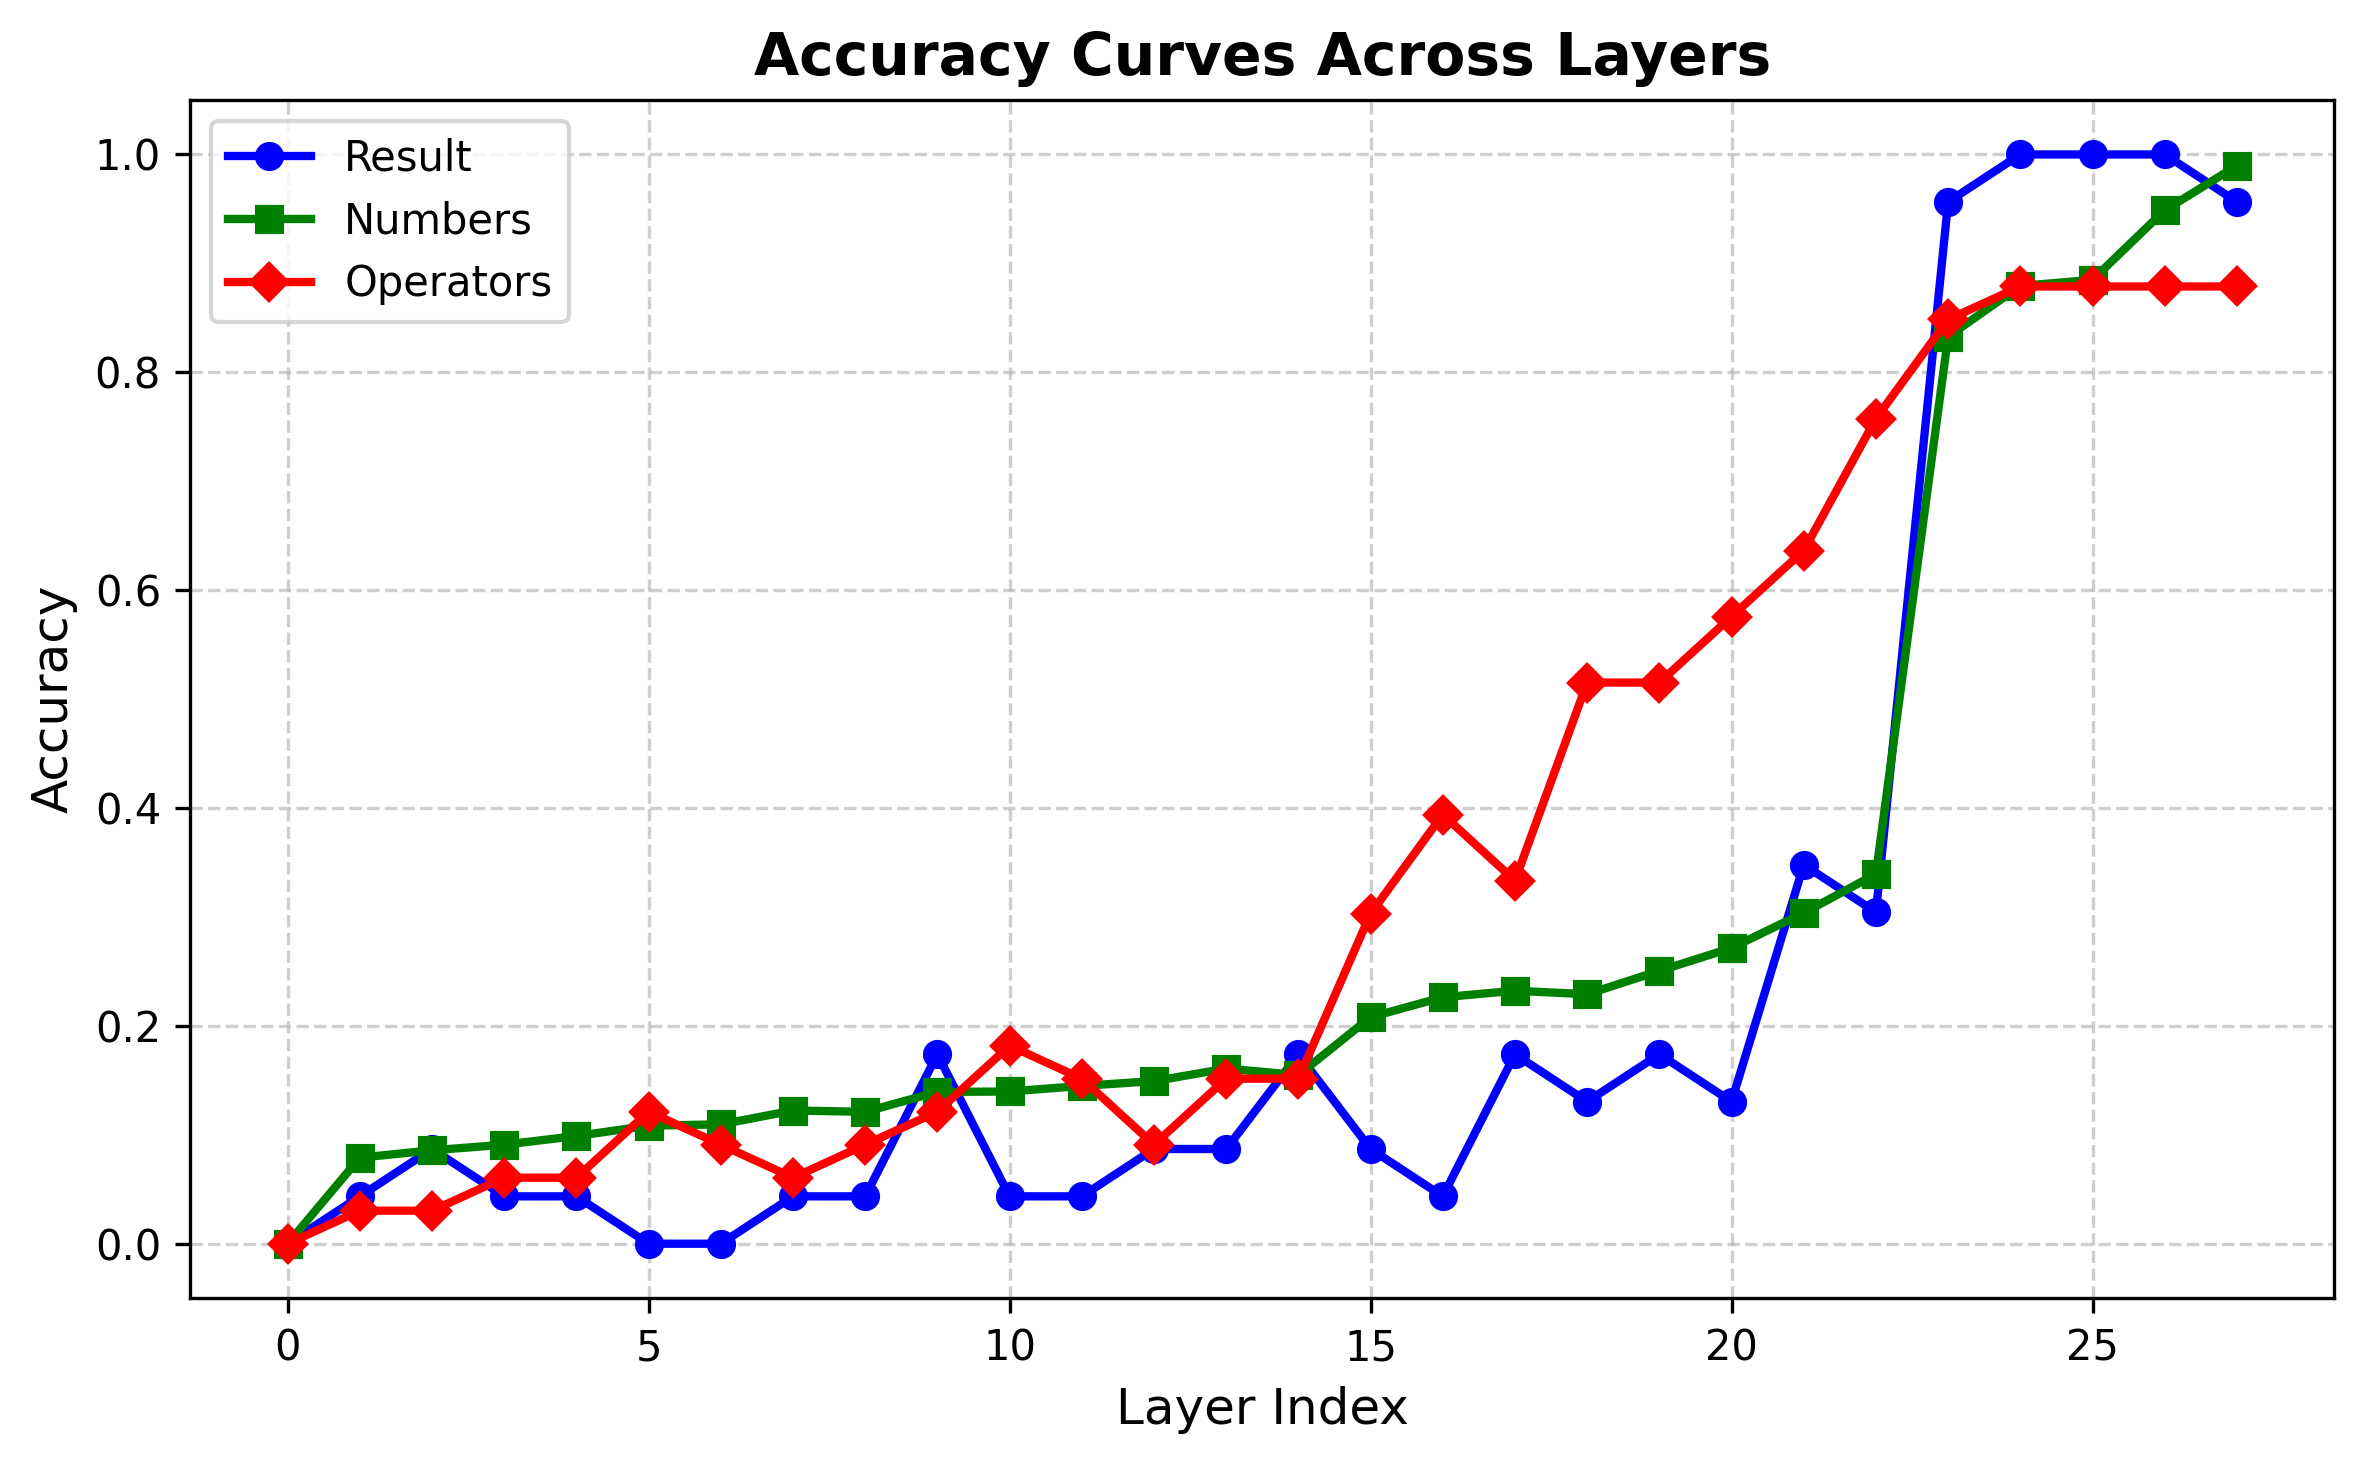 Accuracy Curves Across Layers
Result
Numbers
Operators
Accuracy
1.0
0.8
0.6
0.4
0.2
0.0
0 5 10 15 20 25
Layer Index